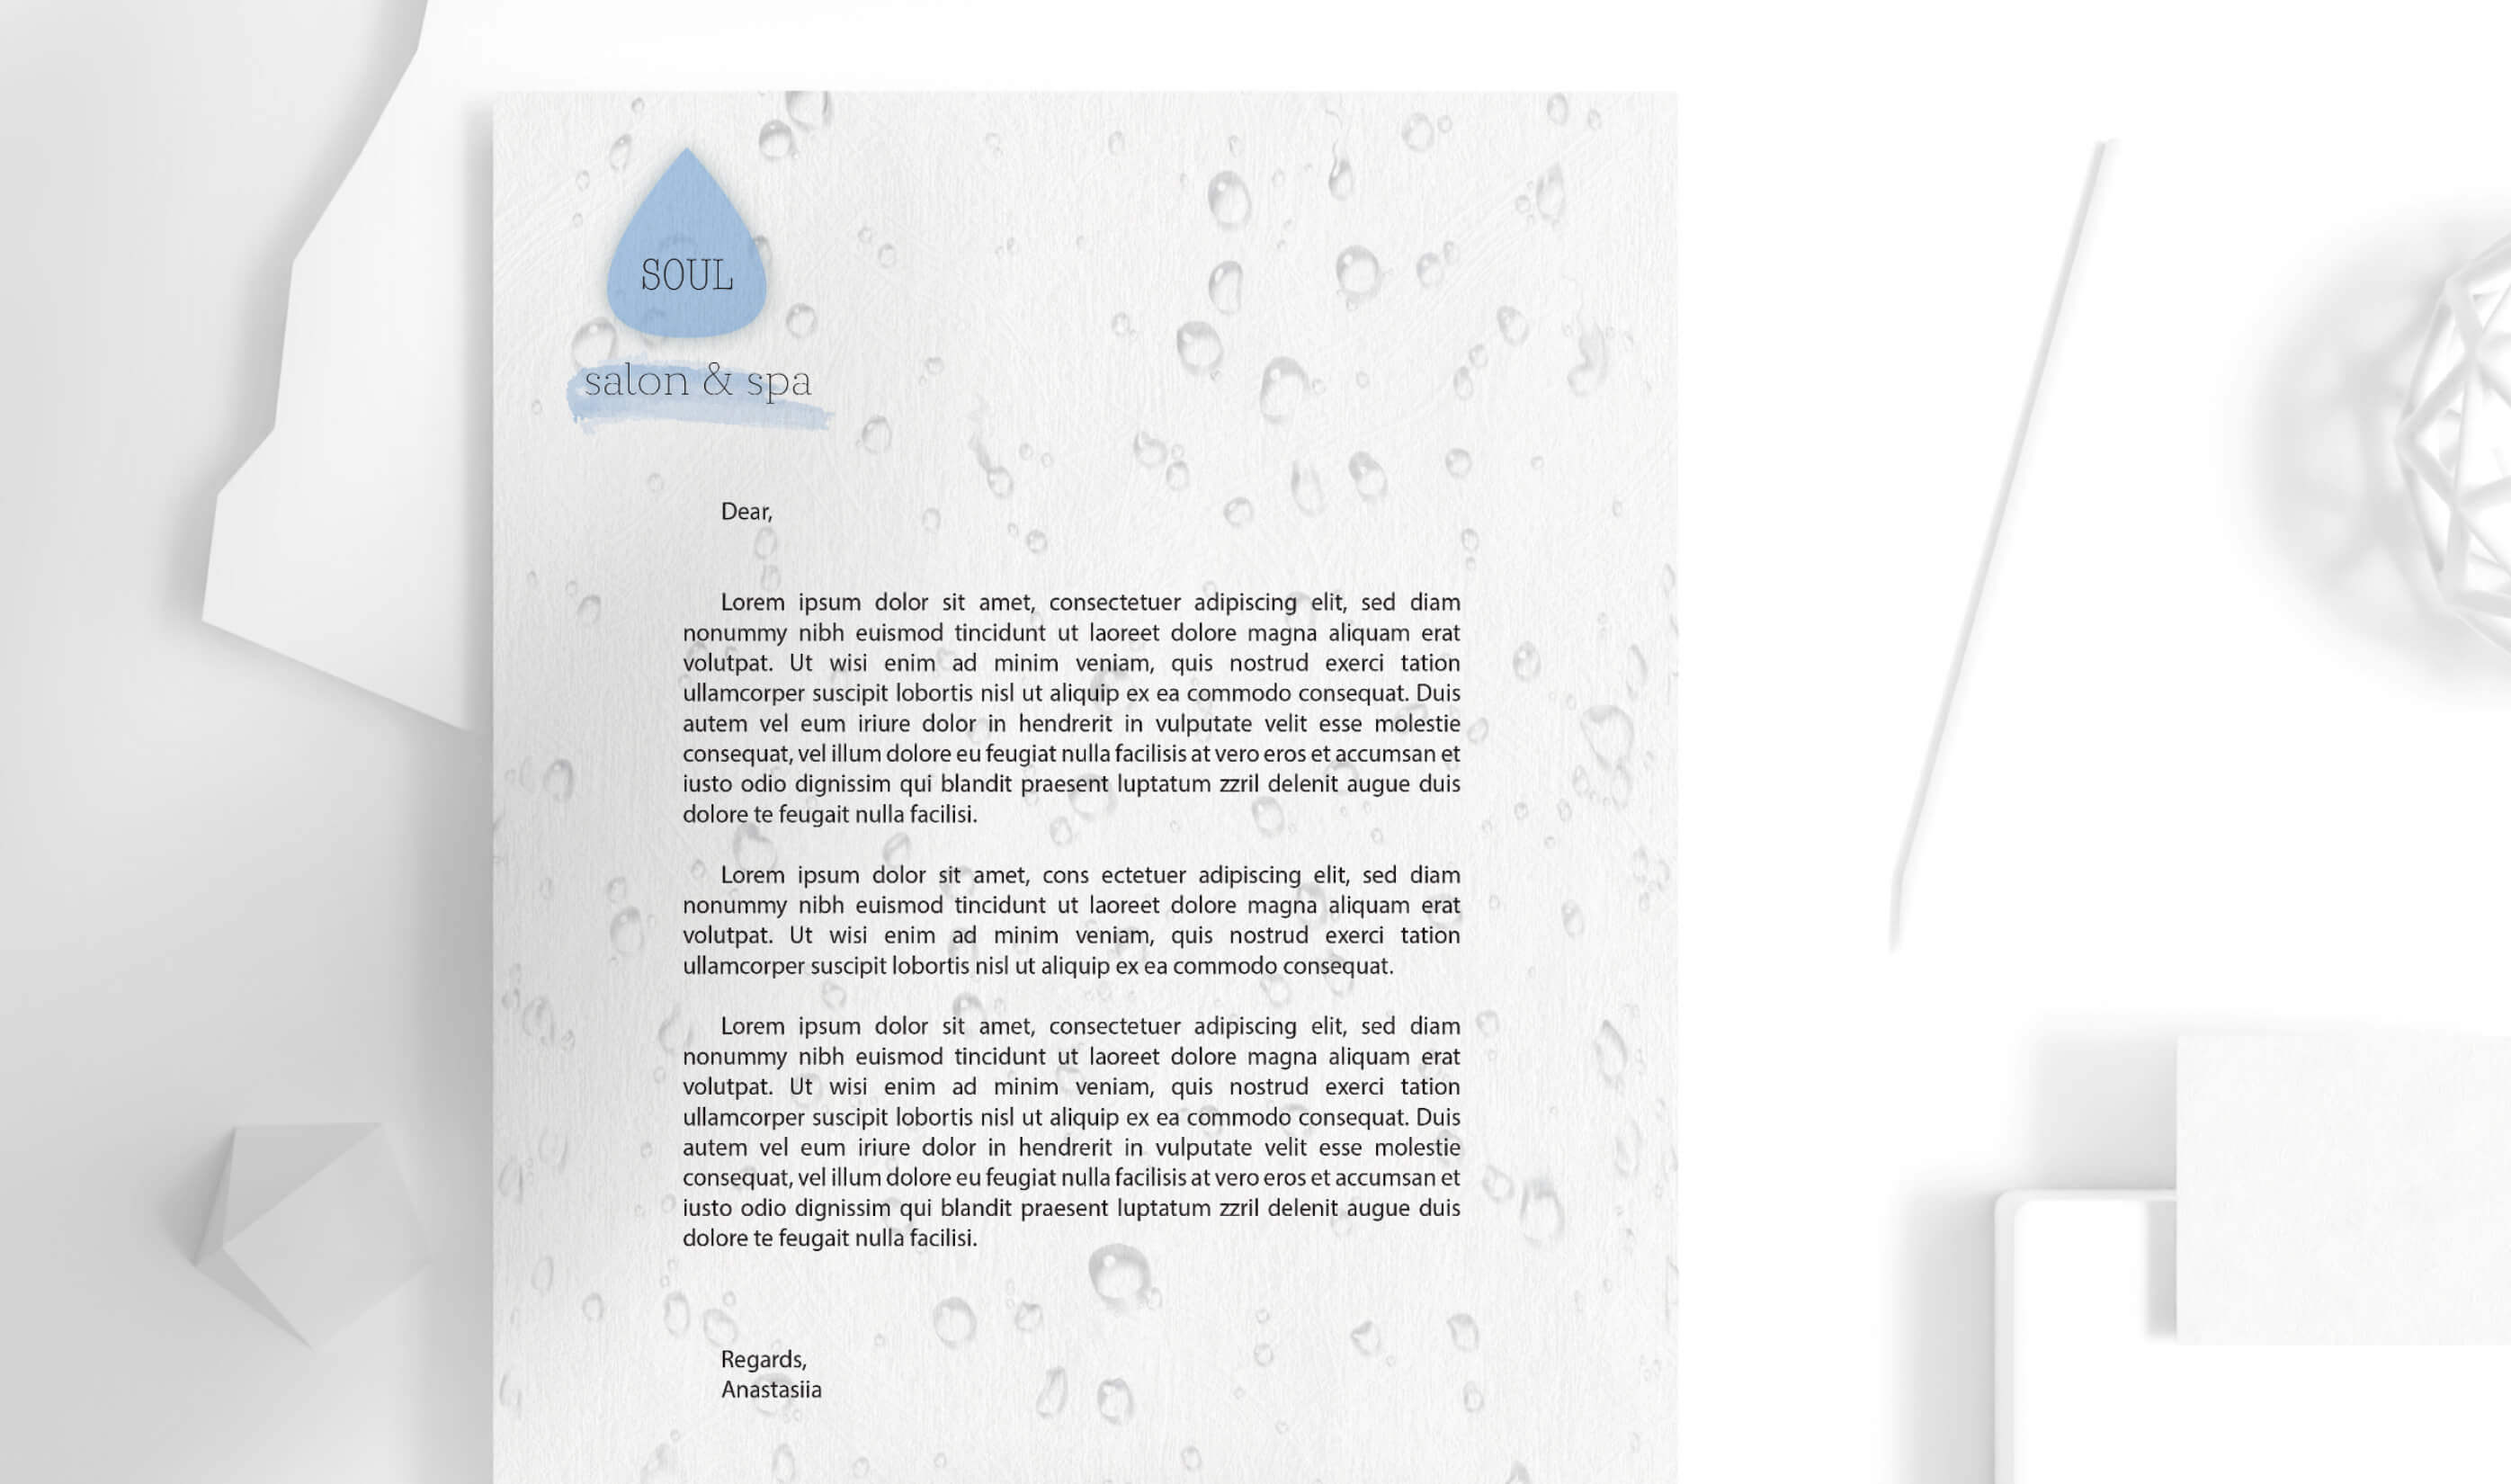 SOUL
salon & spa
Dear,
Lorem ipsum dolor sit amet, consectetuer adipiscing elit, sed diam
nonummy nibh euismod tincidunt ut laoreet dolore magna aliquam erat
volutpat. Ut wisi enim ad minim veniam, quis nostrud exerci tation
ullamcorper suscipit lobortis nisl ut aliquip ex ea commodo consequat. Duis
autem vel eum iriure dolor in hendrerit in vulputate velit esse molestie
consequat, vel illum dolore eu feugiat nulla facilisis at vero eros et accumsan et
iusto odio dignissim qui blandit praesent luptatum zzril delenit augue duis
dolore te feugait nulla facilisi.
Lorem ipsum dolor sit amet, cons ectetuer adipiscing elit, sed diam
nonummy nibh euismod tincidunt ut laoreet dolore magna aliquam erat
volutpat. Ut wisi enim ad minim veniam, quis nostrud exerci tation
ullamcorper suscipit lobortis nisl ut aliquip ex ea commodo consequat.
Lorem ipsum dolor sit amet, consectetuer adipiscing elit, sed diam
nonummy nibh euismod tincidunt ut laoreet dolore magna aliquam erat
volutpat. Ut wisi enim ad minim veniam, quis nostrud exerci tation
ullamcorper suscipit lobortis nisl ut aliquip ex ea commodo consequat. Duis
autem vel eum iriure dolor in hendrerit in vulputate velit esse molestie
consequat, vel illum dolore eu feugiat nulla facilisis at vero eros et accumsan et
iusto odio dignissim qui blandit praesent luptatum zzril delenit augue duis
dolore te feugait nulla facilisi.
Regards,
Anastasiia